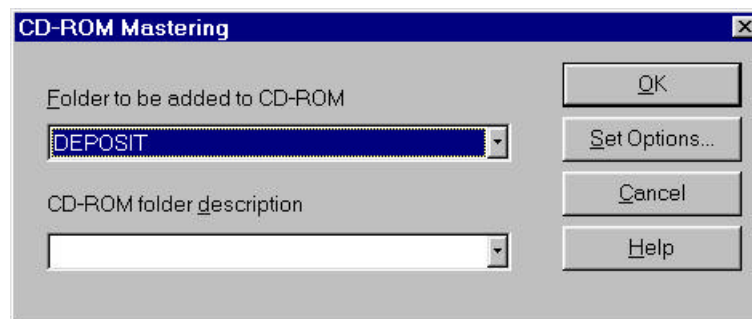 CD-ROM Mastering
Folder to be added to CD-ROM
DEPOSIT
CD-ROM folder description
OK
Set Options...
Cancel
Help